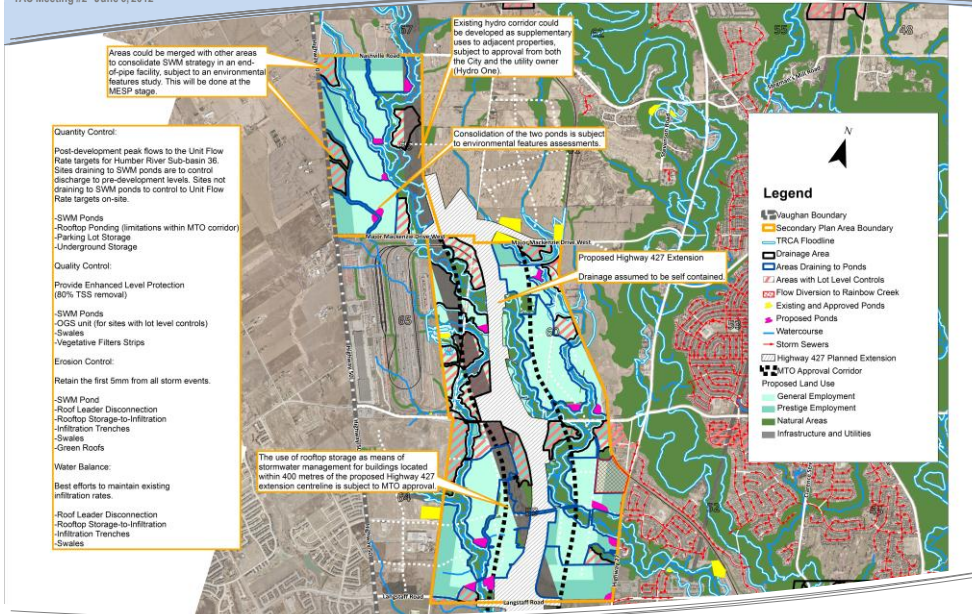 TAC Meeting #2 June 6, 2012
Areas could be merged with other areas
to consolidate SWM strategy in an end-
of-pipe facility, subject to an environmental
features study. This will be done at the
MESP stage.
Existing hydro corridor could
be developed as supplementary
uses to adjacent properties,
subject to approval from both
the City and the utility owner
(Hydro One).
Consolidation of the two ponds is subject
to environmental features assessments.
Quantity Control:
Post-development peak flows to the Unit Flow
Rate targets for Humber River Sub-basin 36.
Sites draining to SWM ponds are to control
discharge to pre-development levels. Sites not
draining to SWM ponds to control to Unit Flow
Rate targets on-site.
-SWM Ponds
-Rooftop Ponding (limitations within MTO corridor)
-Parking Lot Storage
-Underground Storage
Quality Control:
Provide Enhanced Level Protection
(80% TSS removal)
-SWM Ponds
-OGS unit (for sites with lot level controls)
-Swales
-Vegetative Filters Strips
Erosion Control:
Retain the first 5mm from all storm events.
-SWM Pond
-Roof Leader Disconnection
-Rooftop Storage-to-Infiltration
-Infiltration Trenches
-Swales
-Green Roofs
Water Balance:
Best efforts to maintain existing
infiltration rates.
-Roof Leader Disconnection
-Rooftop Storage-to-Infiltration
-Infiltration Trenches
-Swales
Proposed Highway 427 Extension
Drainage assumed to be self contained.
The use of rooftop storage as means of
stormwater management for buildings located
within 400 metres of the proposed Highway 427
extension centreline is subject to MTO approval.
Nashville Road
Major Mackenzie Drive West
Major Mackenzie Drive West
Langstaff Road
Langstaff Road
57
62
55
48
65
60
58
64
53
N
Legend
Vaughan Boundary
Secondary Plan Area Boundary
TRCA Floodline
Drainage Area
Areas Draining to Ponds
Areas with Lot Level Controls
Flow Diversion to Rainbow Creek
Existing and Approved Ponds
Proposed Ponds
Watercourse
Storm Sewers
Highway 427 Planned Extension
MTO Approval Corridor
Proposed Land Use
General Employment
Prestige Employment
Natural Areas
Infrastructure and Utilities